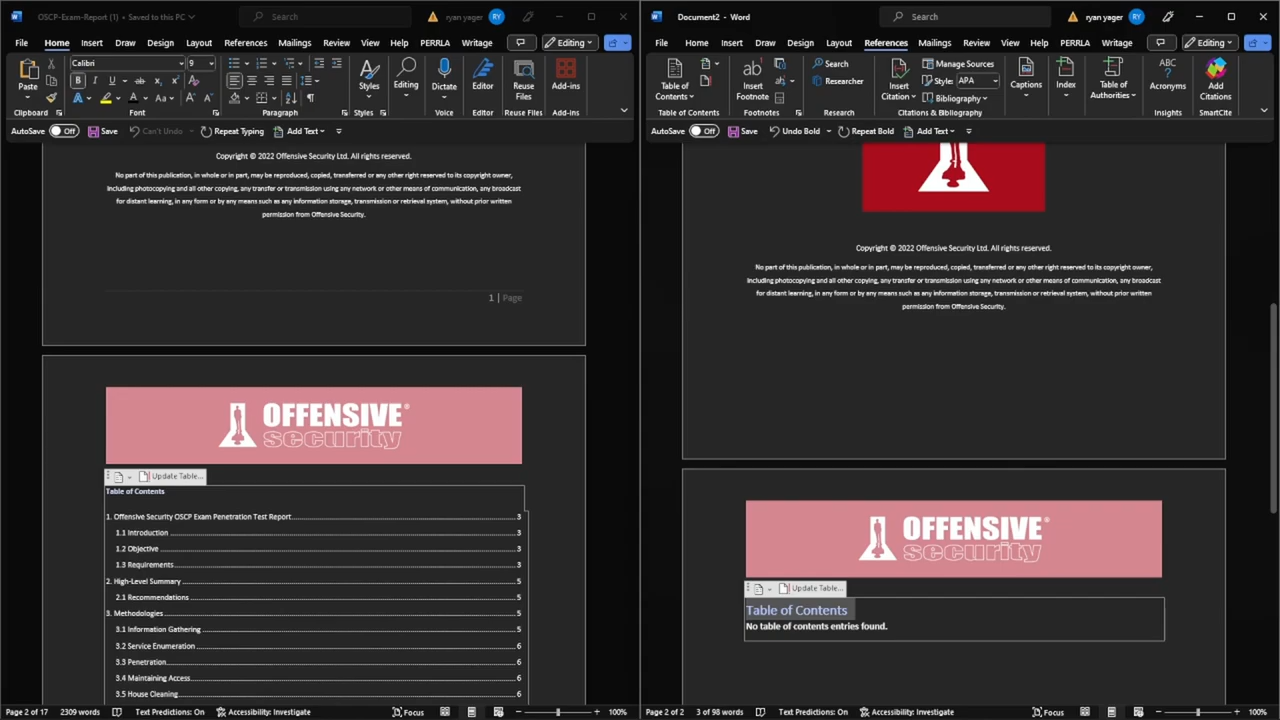 OSCP-Exam-Report (1) • Saved to this PC
Search
ryan yager
RY
File
Home
Insert
Draw
Design
Layout
References
Mailings
Review
View
Help
PERRLA
Writage
Editing
Paste
Calibri
9
Styles
Editing
Dictate
Editor
Reuse Files
Add-ins
Clipboard
Font
Paragraph
Styles
Voice
Editor
Reuse Files
Add-ins
AutoSave
Off
Save
Can't Undo
Repeat Typing
Add Text
Copyright © 2022 Offensive Security Ltd. All rights reserved.
No part of this publication, in whole or in part, may be reproduced, copied, transferred or any other right reserved to its copyright owner,
including photocopying and all other copying, any transfer or transmission using any network or other means of communication, any broadcast
for distant learning, in any form or by any means such as any information storage, transmission or retrieval system, without prior written
permission from Offensive Security.
1 | Page
OFFENSIVE®
security
Update Table...
Table of Contents
1. Offensive Security OSCP Exam Penetration Test Report 3
1.1 Introduction 3
1.2 Objective 3
1.3 Requirements 3
2. High-Level Summary 5
2.1 Recommendations 5
3. Methodologies 5
3.1 Information Gathering 5
3.2 Service Enumeration 6
3.3 Penetration 6
3.4 Maintaining Access 6
3.5 House Cleaning 6
Page 2 of 17
2309 words
Text Predictions: On
Accessibility: Investigate
Focus
100%
Document2 - Word
Search
ryan yager
RY
File
Home
Insert
Draw
Design
Layout
References
Mailings
Review
View
Help
PERRLA
Writage
Editing
Table of Contents
Insert Footnote
ab
Search
Researcher
Insert Citation
Manage Sources
Style:
APA
Bibliography
Captions
Index
Table of Authorities
ABC
Acronyms
Add Citations
Table of Contents
Footnotes
Research
Citations & Bibliography
Insights
SmartCite
AutoSave
Off
Save
Undo Bold
Repeat Bold
Add Text
Copyright © 2022 Offensive Security Ltd. All rights reserved.
No part of this publication, in whole or in part, may be reproduced, copied, transferred or any other right reserved to its copyright owner,
including photocopying and all other copying, any transfer or transmission using any network or other means of communication, any broadcast
for distant learning, in any form or by any means such as any information storage, transmission or retrieval system, without prior written
permission from Offensive Security.
OFFENSIVE®
security
Update Table...
Table of Contents
No table of contents entries found.
Page 2 of 2
3 of 98 words
Text Predictions: On
Accessibility: Investigate
Focus
100%